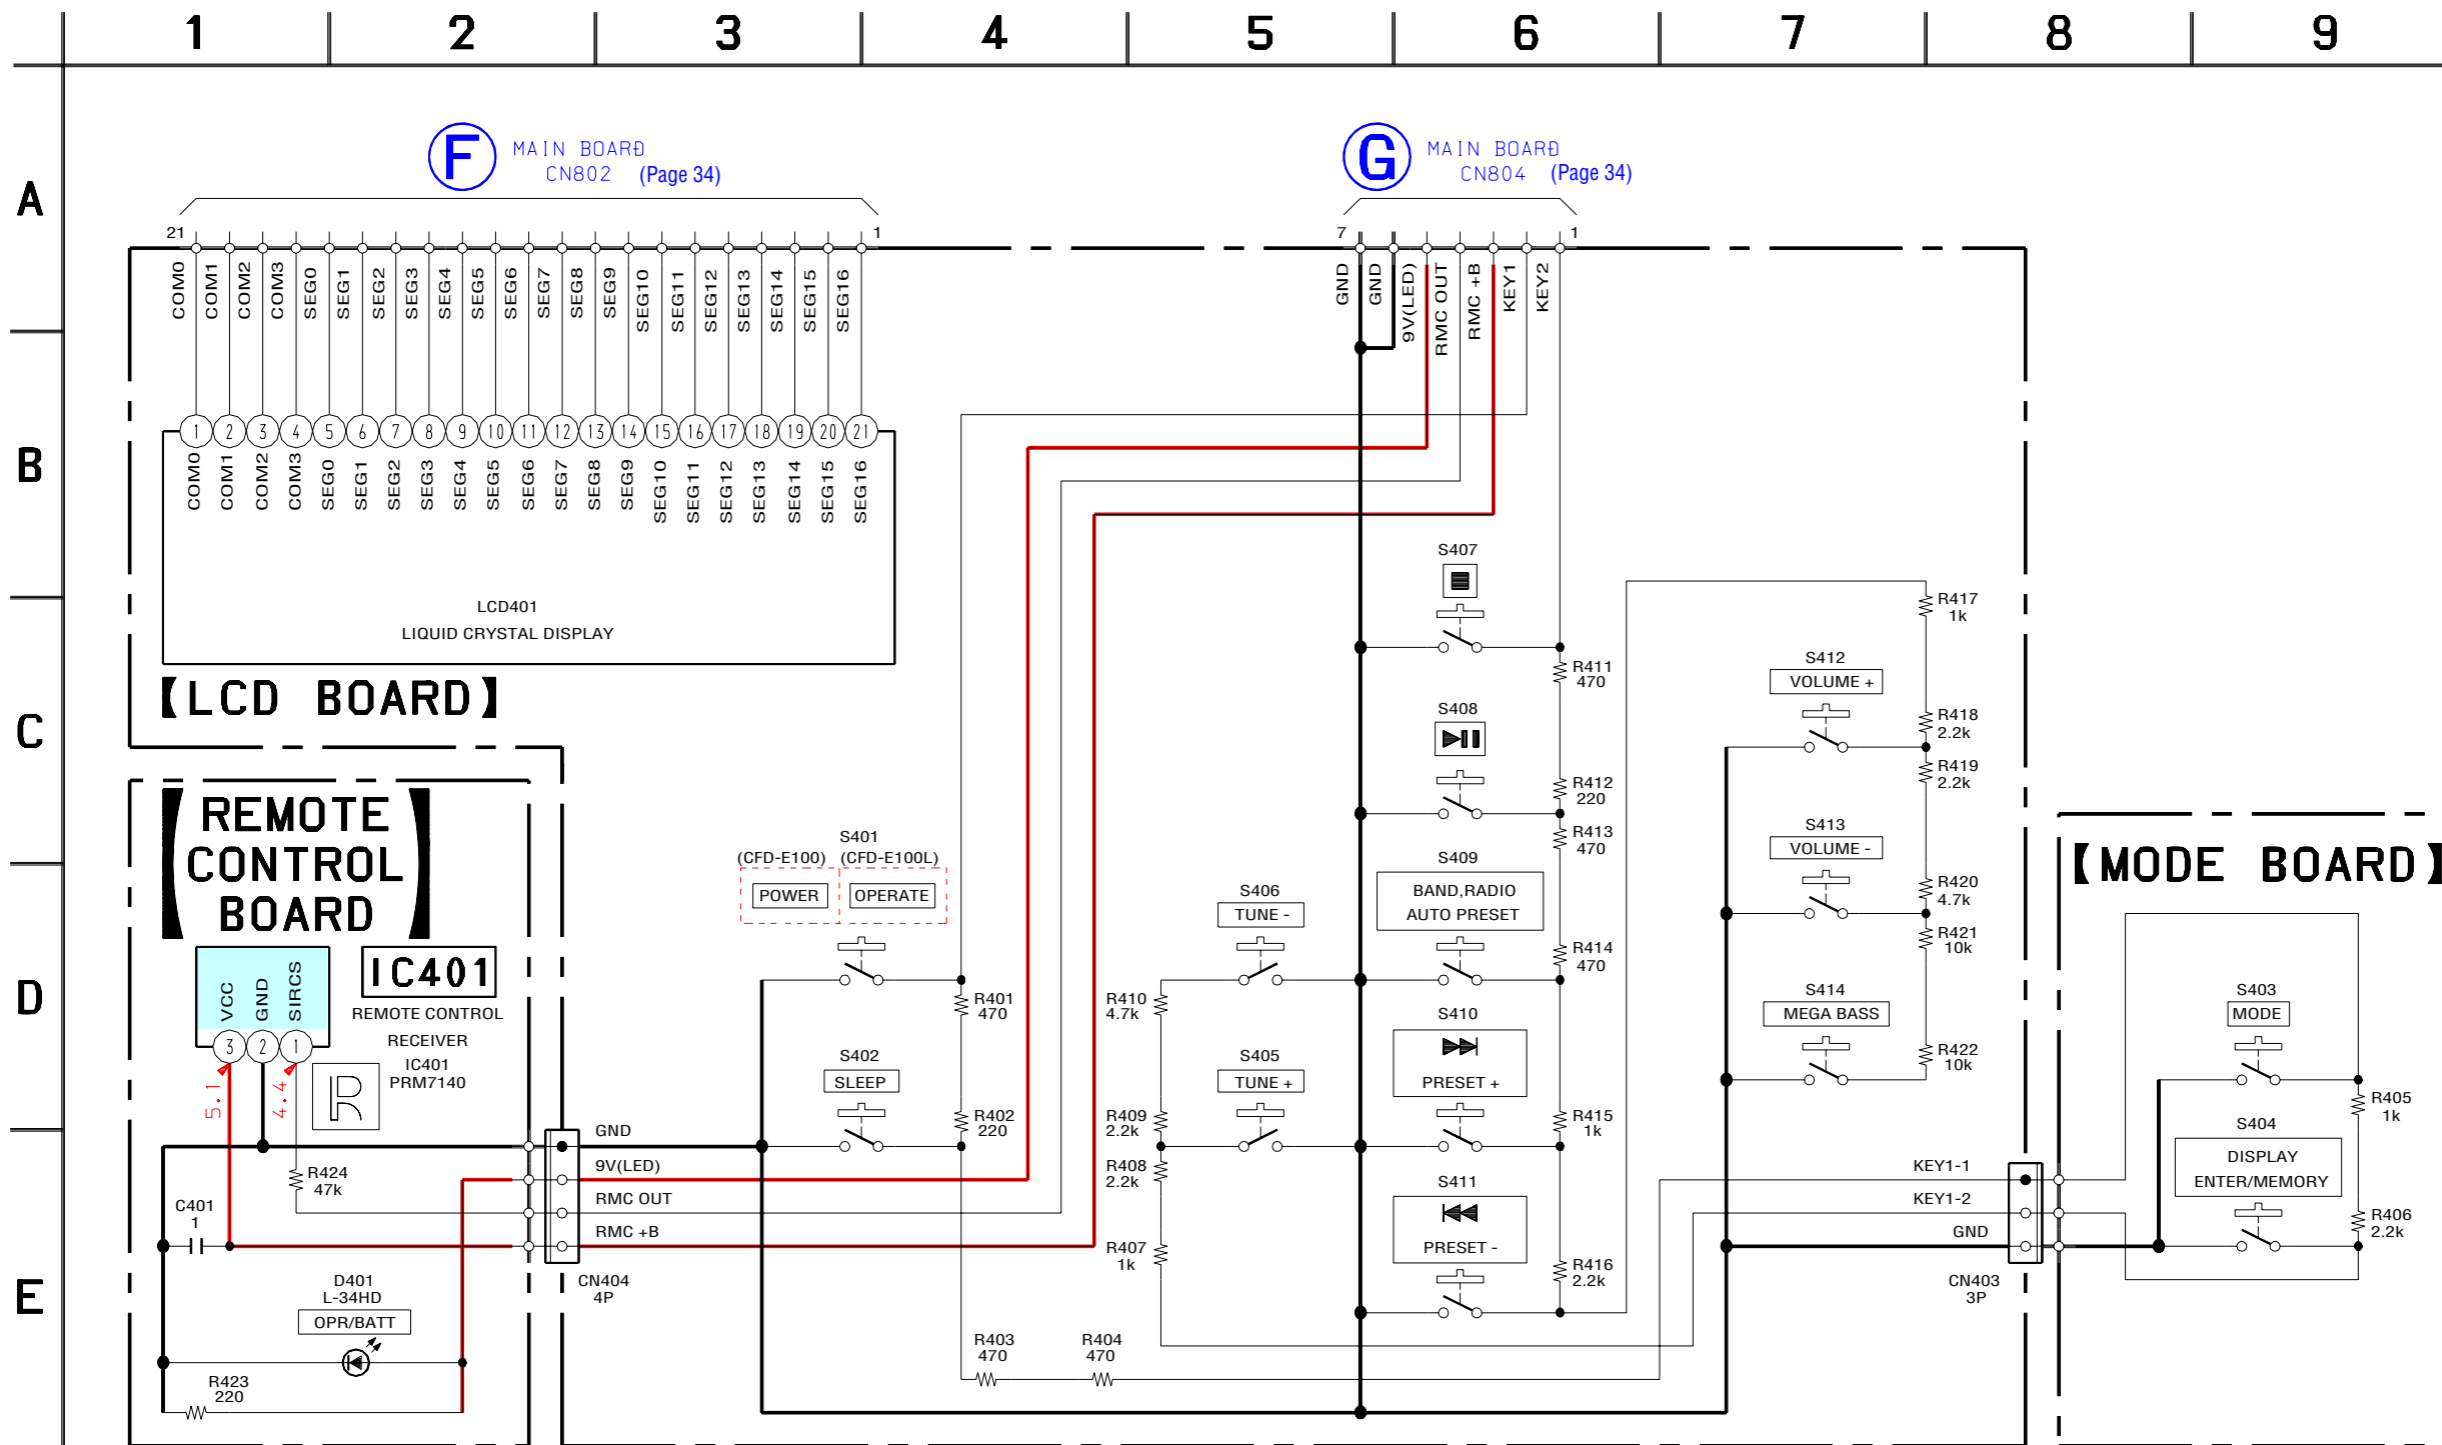 1 2 3 4 5 6 7 8 9
A
B
C
D
E
F MAIN BOARD
CN802 (Page 34)
G MAIN BOARD
CN804 (Page 34)
21 1
COM0 COM1 COM2 COM3 SEG0 SEG1 SEG2 SEG3 SEG4 SEG5 SEG6 SEG7 SEG8 SEG9 SEG10 SEG11 SEG12 SEG13 SEG14 SEG15 SEG16
7 1
GND GND 9V(LED) RMC OUT RMC +B KEY1 KEY2
1 2 3 4 5 6 7 8 9 10 11 12 13 14 15 16 17 18 19 20 21
COM0 COM1 COM2 COM3 SEG0 SEG1 SEG2 SEG3 SEG4 SEG5 SEG6 SEG7 SEG8 SEG9 SEG10 SEG11 SEG12 SEG13 SEG14 SEG15 SEG16
LCD401
LIQUID CRYSTAL DISPLAY
【LCD BOARD】
【REMOTE
CONTROL
BOARD】
VCC GND SIRCS
3 2 1
IC401
REMOTE CONTROL
RECEIVER
IC401
PRM7140
R
5.1
4.4
R424
47k
C401
1
D401
L-34HD
OPR/BATT
R423
220
GND
9V(LED)
RMC OUT
RMC +B
CN404
4P
S401
(CFD-E100) (CFD-E100L)
POWER OPERATE
R401
470
S402
SLEEP
R402
220
R403
470
R404
470
S406
TUNE -
R410
4.7k
S405
TUNE +
R409
2.2k
R408
2.2k
R407
1k
S407
R411
470
S408
R412
220
R413
470
S409
BAND,RADIO
AUTO PRESET
R414
470
S410
PRESET +
R415
1k
S411
PRESET -
R416
2.2k
R417
1k
S412
VOLUME +
R418
2.2k
R419
2.2k
S413
VOLUME -
R420
4.7k
R421
10k
S414
MEGA BASS
R422
10k
KEY1-1
KEY1-2
GND
CN403
3P
【MODE BOARD】
S403
MODE
R405
1k
S404
DISPLAY
ENTER/MEMORY
R406
2.2k